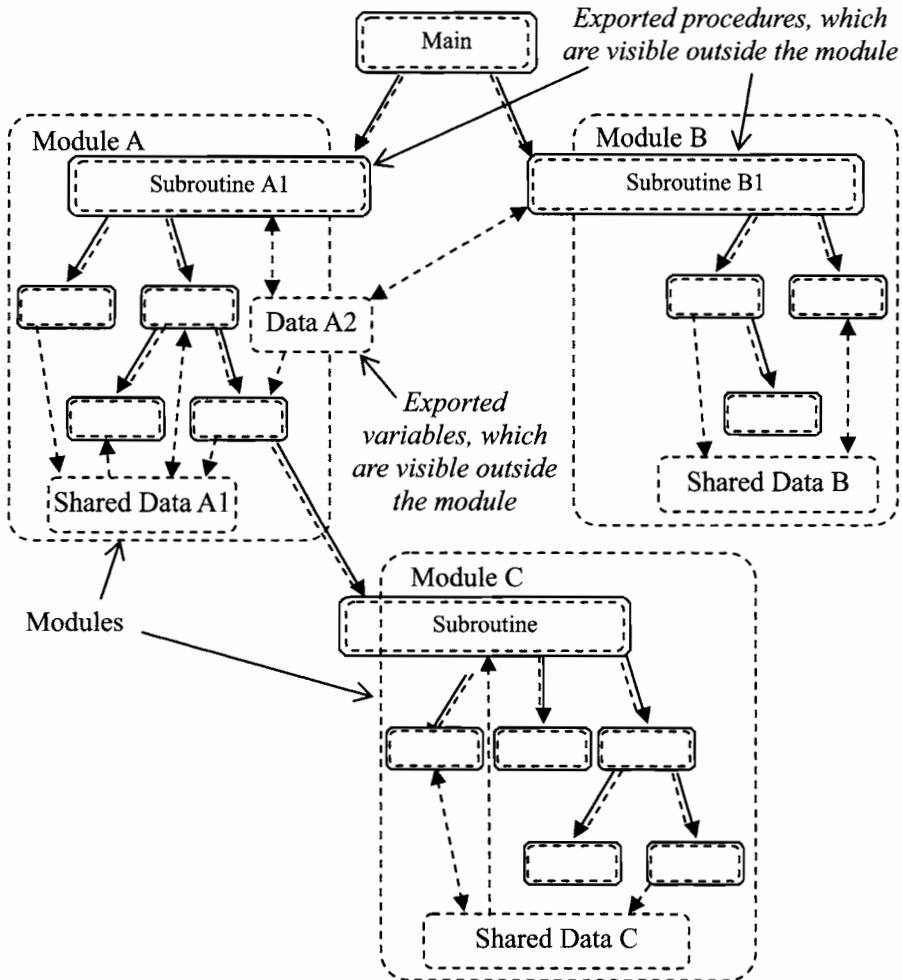 Exported procedures, which
are visible outside the module
Main
Module A
Module B
Subroutine A1
Subroutine B1
Data A2
Exported
variables, which
are visible outside
the module
Shared Data A1
Shared Data B
Modules
Module C
Subroutine
Shared Data C